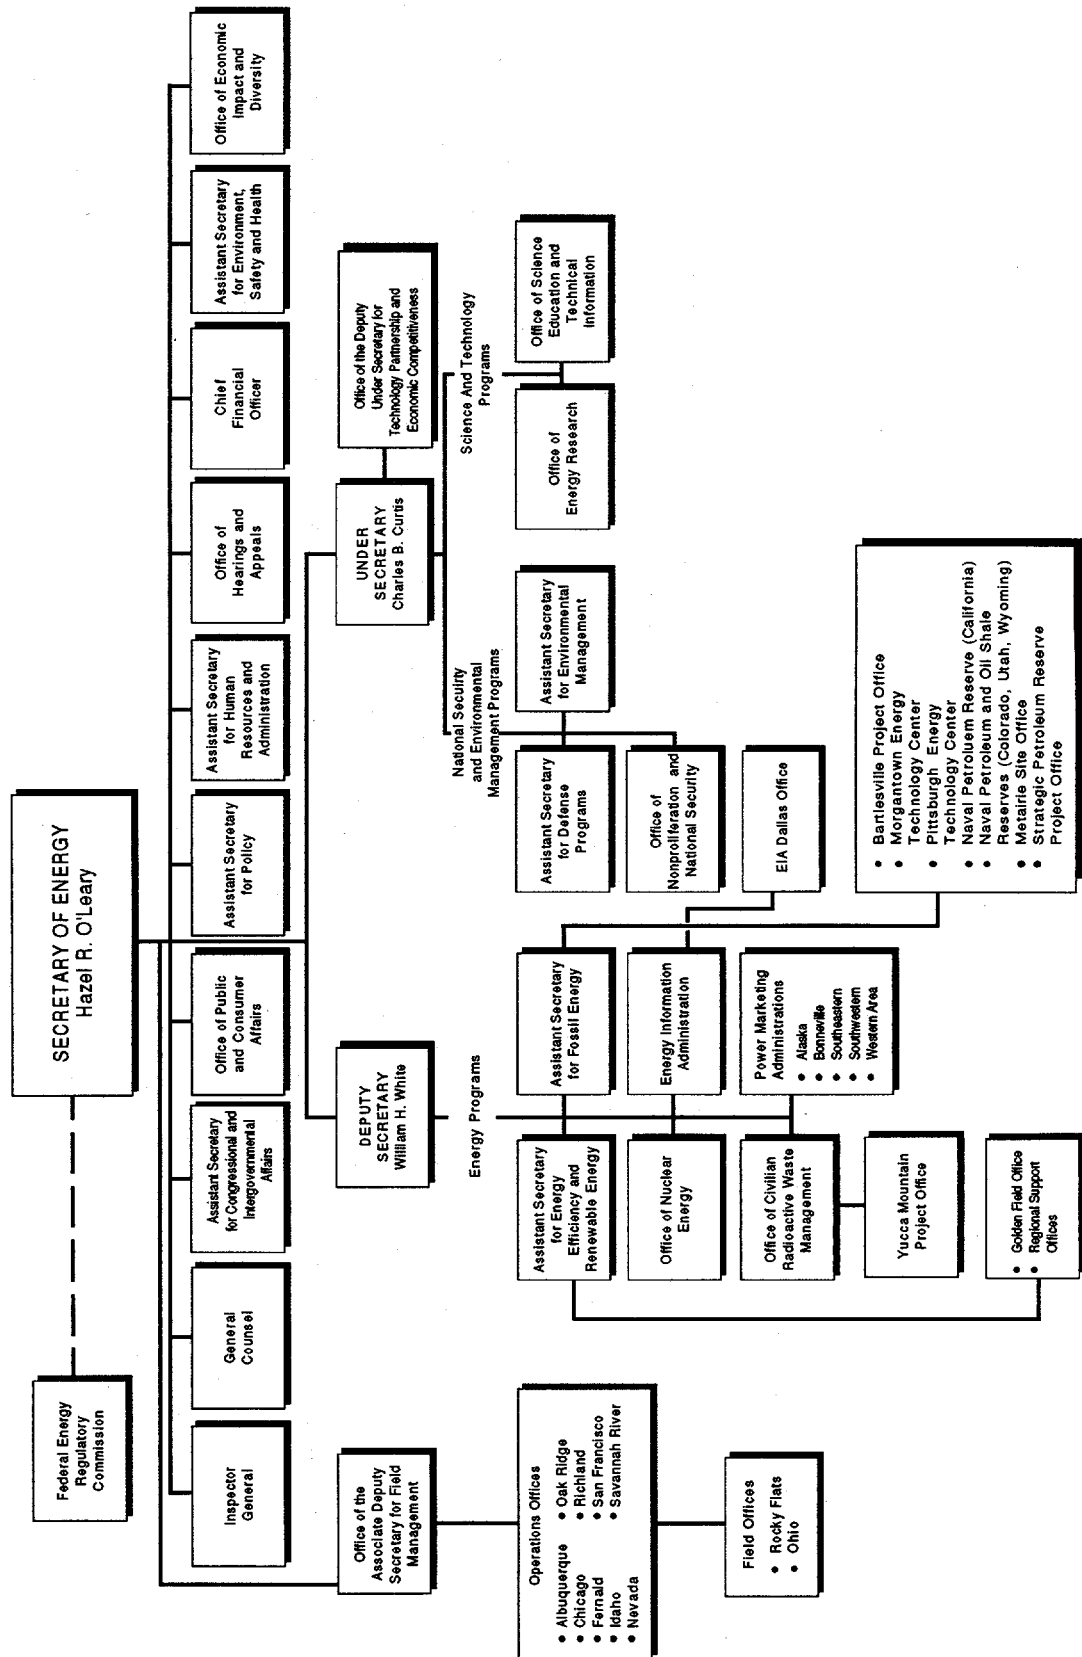 SECRETARY OF ENERGY
Hazel R. O'Leary
Federal Energy
Regulatory
Commission
Inspector
General
General
Counsel
Assistant Secretary
for Congressional and
Intergovernmental
Affairs
Office of Public
and Consumer
Affairs
Assistant Secretary
for Policy
Assistant Secretary
for Human
Resources and
Administration
Office of
Hearings and
Appeals
Chief
Financial
Officer
Assistant Secretary
for Environment,
Safety and Health
Office of Economic
Impact and
Diversity
Office of the
Associate Deputy
Secretary for Field
Management
DEPUTY
SECRETARY
William H. White
UNDER
SECRETARY
Charles B. Curtis
Office of the Deputy
Under Secretary for
Technology Partnership and
Economic Competitiveness
Energy Programs
National Secuirty
and Environmental
Management Programs
Science And Technology
Programs
Operations Offices
• Albuquerque
• Chicago
• Fernald
• Idaho
• Nevada
• Oak Ridge
• Richland
• San Francisco
• Savannah River
Field Offices
• Rocky Flats
• Ohio
Assistant Secretary
for Energy
Efficiency and
Renewable Energy
Assistant Secretary
for Fossil Energy
Office of Nuclear
Energy
Energy Information
Administration
Office of Civilian
Radioactive Waste
Management
Power Marketing
Administrations
• Alaska
• Bonneville
• Southeastern
• Southwestern
• Western Area
Yucca Mountain
Project Office
• Golden Field Office
• Regional Support
Offices
Assistant Secretary
for Defense
Programs
Assistant Secretary
for Environmental
Management
Office of
Nonproliferation and
National Security
EIA Dallas Office
Office of
Energy Research
Office of Science
Education and
Technical
Information
• Bartlesville Project Office
• Morgantown Energy
Technology Center
• Pittsburgh Energy
Technology Center
• Naval Petroluem Reserve (California)
• Naval Petroleum and Oil Shale
Reserves (Colorado, Utah, Wyoming)
• Metairie Site Office
• Strategic Petroleum Reserve
Project Office